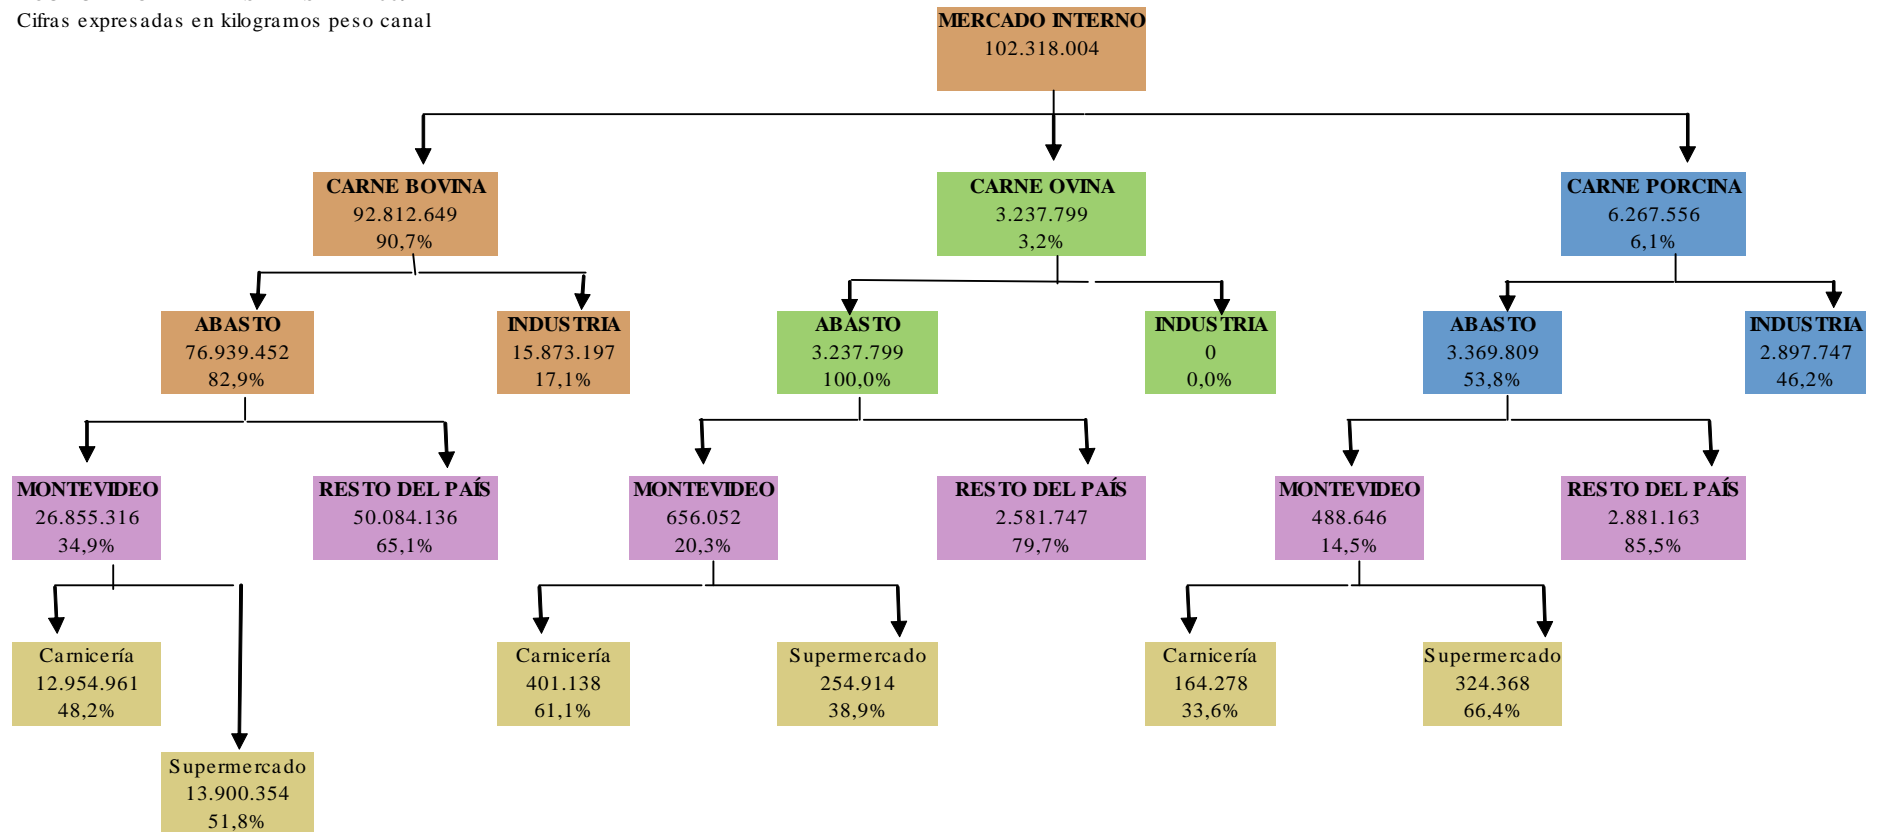 Cifras expresadas en kilogramos peso canal
MERCADO INTERNO
102.318.004
CARNE BOVINA
92.812.649
90,7%
CARNE OVINA
3.237.799
3,2%
CARNE PORCINA
6.267.556
6,1%
ABASTO
76.939.452
82,9%
INDUSTRIA
15.873.197
17,1%
ABASTO
3.237.799
100,0%
INDUSTRIA
0
0,0%
ABASTO
3.369.809
53,8%
INDUSTRIA
2.897.747
46,2%
MONTEVIDEO
26.855.316
34,9%
RESTO DEL PAÍS
50.084.136
65,1%
MONTEVIDEO
656.052
20,3%
RESTO DEL PAÍS
2.581.747
79,7%
MONTEVIDEO
488.646
14,5%
RESTO DEL PAÍS
2.881.163
85,5%
Carnicería
12.954.961
48,2%
Carnicería
401.138
61,1%
Supermercado
254.914
38,9%
Carnicería
164.278
33,6%
Supermercado
324.368
66,4%
Supermercado
13.900.354
51,8%